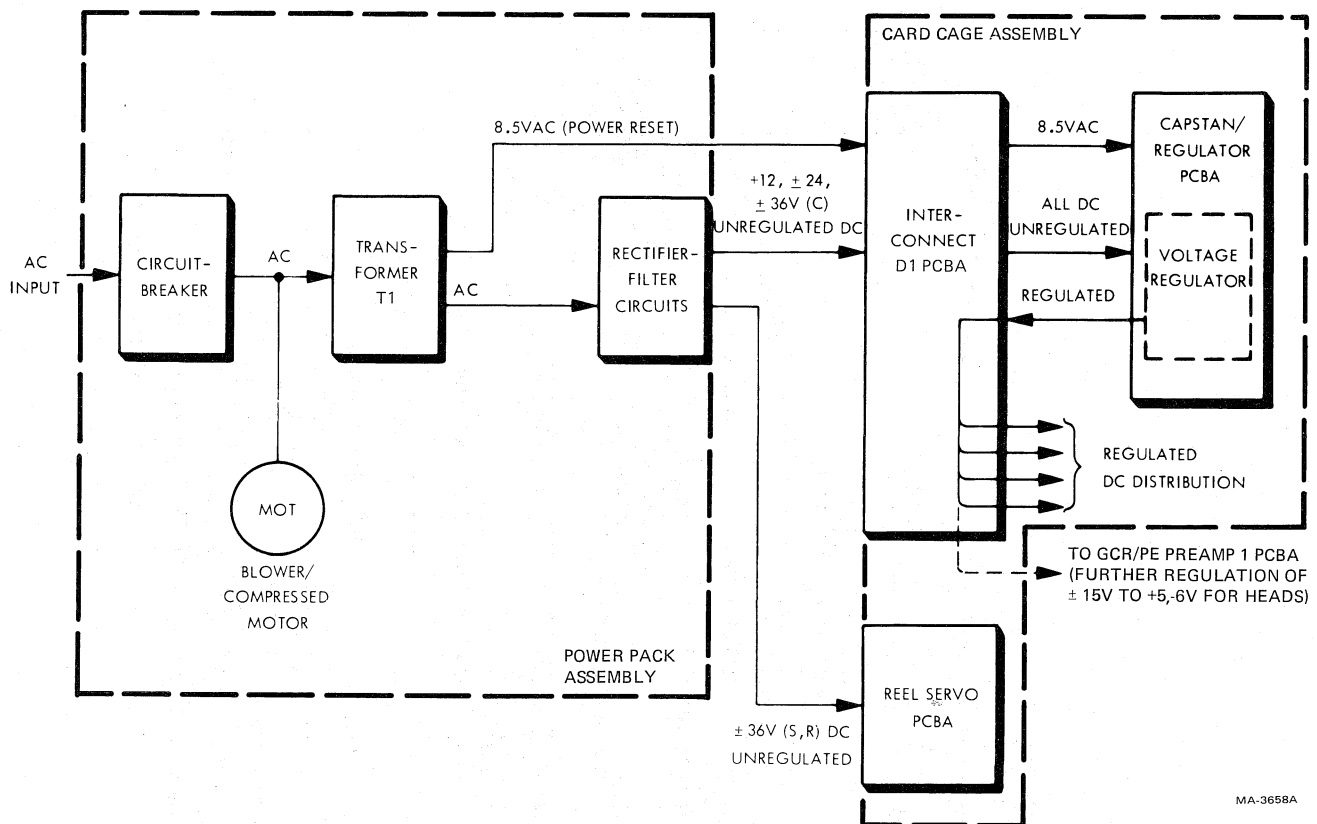 CARD CAGE ASSEMBLY
8.5VAC (POWER RESET)
8.5VAC
CAPSTAN/
REGULATOR
PCBA
+12, ± 24,
± 36V (C)
UNREGULATED DC
INTER-
CONNECT
D1 PCBA
ALL DC
UNREGULATED
VOLTAGE
REGULATOR
REGULATED
AC
INPUT
CIRCUIT-
BREAKER
AC
TRANS-
FORMER
T1
AC
RECTIFIER-
FILTER
CIRCUITS
REGULATED
DC DISTRIBUTION
MOT
BLOWER/
COMPRESSED
MOTOR
TO GCR/PE PREAMP 1 PCBA
(FURTHER REGULATION OF
± 15V TO +5,-6V FOR HEADS)
POWER PACK
ASSEMBLY
REEL SERVO
PCBA
± 36V (S,R) DC
UNREGULATED
MA-3658A